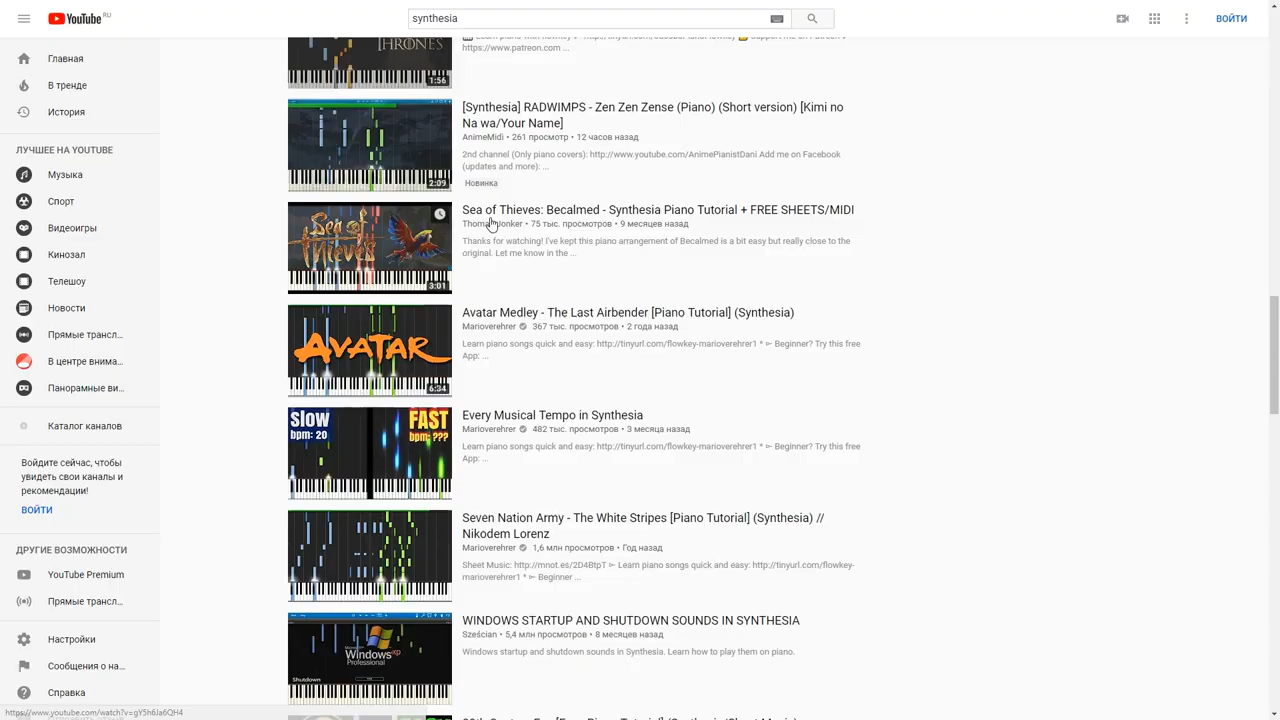 YouTube RU
synthesia
ВОЙТИ
Главная
В тренде
История
ЛУЧШЕЕ НА YOUTUBE
Музыка
Спорт
Видеоигры
Кинозал
Телешоу
Новости
Прямые трансл...
В центре внима...
Панорамные ви...
Каталог каналов
Войдите сейчас, чтобы
увидеть свои каналы и
рекомендации!
ВОЙТИ
ДРУГИЕ ВОЗМОЖНОСТИ
YouTube Premium
Прямые трансл...
Настройки
Сообщения о на...
Справка
https://www.youtube.com/watch?v=gY5h6Ja6QH4
THRONES
1:56
https://www.patreon.com ...
2:09
[Synthesia] RADWIMPS - Zen Zen Zense (Piano) (Short version) [Kimi no
Na wa/Your Name]
AnimeMidi • 261 просмотр • 12 часов назад
2nd channel (Only piano covers): http://www.youtube.com/AnimePianistDani Add me on Facebook
(updates and more): ...
Новинка
Sea of
Thieves
3:01
Sea of Thieves: Becalmed - Synthesia Piano Tutorial + FREE SHEETS/MIDI
Thomas Jonker • 75 тыс. просмотров • 9 месяцев назад
Thanks for watching! I've kept this piano arrangement of Becalmed is a bit easy but really close to the
original. Let me know in the ...
AVATAR
6:34
Avatar Medley - The Last Airbender [Piano Tutorial] (Synthesia)
Marioverehrer 367 тыс. просмотров • 2 года назад
Learn piano songs quick and easy: http://tinyurl.com/flowkey-marioverehrer1 * ► Beginner? Try this free
App: ...
SLOW
bpm: 20
FAST
bpm: ???
Every Musical Tempo in Synthesia
Marioverehrer 482 тыс. просмотров • 3 месяца назад
Learn piano songs quick and easy: http://tinyurl.com/flowkey-marioverehrer1 * ► Beginner? Try this free
App: ...
Seven Nation Army - The White Stripes [Piano Tutorial] (Synthesia) //
Nikodem Lorenz
Marioverehrer 1,6 млн просмотров • Год назад
Sheet Music: http://mnot.es/2D4BtpT ► Learn piano songs quick and easy: http://tinyurl.com/flowkey-
marioverehrer1 * ► Beginner ...
Windows xp
Professional
Shutdown
WINDOWS STARTUP AND SHUTDOWN SOUNDS IN SYNTHESIA
Sześcian • 5,4 млн просмотров • 8 месяцев назад
Windows startup and shutdown sounds in Synthesia. Learn how to play them on piano.